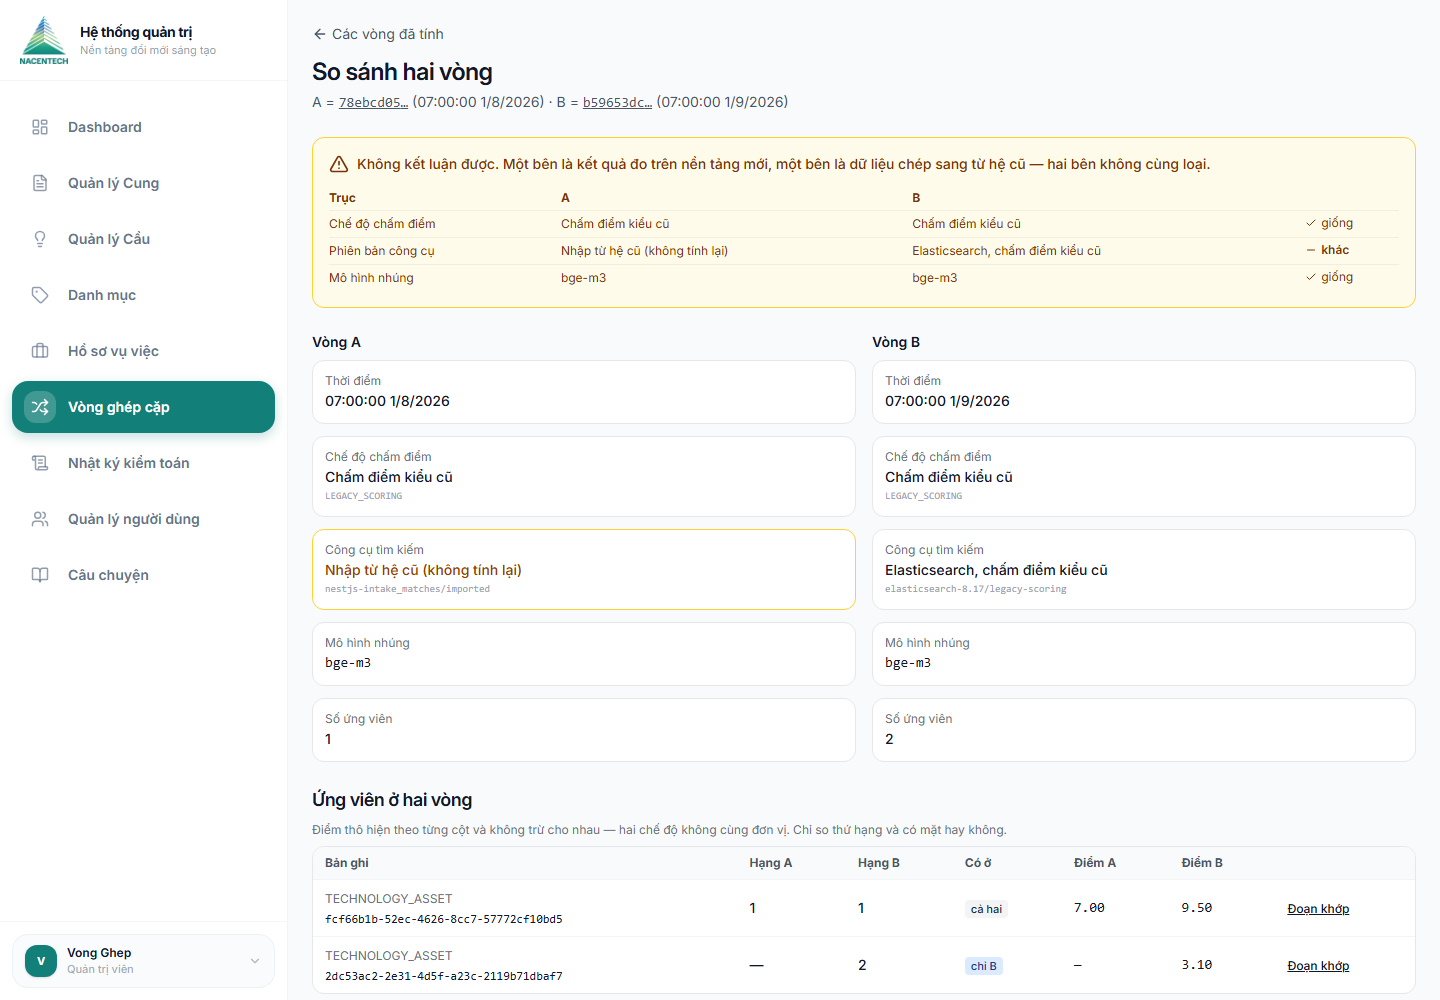 NACENTECH
Hệ thống quản trị
Nền tảng đổi mới sáng tạo
Dashboard
Quản lý Cung
Quản lý Cầu
Danh mục
Hồ sơ vụ việc
Vòng ghép cặp
Nhật ký kiểm toán
Quản lý người dùng
Câu chuyện
V
Vong Ghep
Quản trị viên
Các vòng đã tính
So sánh hai vòng
A = 78ebcd05… (07:00:00 1/8/2026) · B = b59653dc… (07:00:00 1/9/2026)
Không kết luận được. Một bên là kết quả đo trên nền tảng mới, một bên là dữ liệu chép sang từ hệ cũ — hai bên không cùng loại.
Trục A B
Chế độ chấm điểm Chấm điểm kiểu cũ Chấm điểm kiểu cũ ✓ giống
Phiên bản công cụ Nhập từ hệ cũ (không tính lại) Elasticsearch, chấm điểm kiểu cũ – khác
Mô hình nhúng bge-m3 bge-m3 ✓ giống
Vòng A
Thời điểm
07:00:00 1/8/2026
Chế độ chấm điểm
Chấm điểm kiểu cũ
LEGACY_SCORING
Công cụ tìm kiếm
Nhập từ hệ cũ (không tính lại)
nestjs-intake_matches/imported
Mô hình nhúng
bge-m3
Số ứng viên
1
Vòng B
Thời điểm
07:00:00 1/9/2026
Chế độ chấm điểm
Chấm điểm kiểu cũ
LEGACY_SCORING
Công cụ tìm kiếm
Elasticsearch, chấm điểm kiểu cũ
elasticsearch-8.17/legacy-scoring
Mô hình nhúng
bge-m3
Số ứng viên
2
Ứng viên ở hai vòng
Điểm thô hiện theo từng cột và không trừ cho nhau — hai chế độ không cùng đơn vị. Chỉ so thứ hạng và có mặt hay không.
Bản ghi Hạng A Hạng B Có ở Điểm A Điểm B
TECHNOLOGY_ASSET
fcf66b1b-52ec-4626-8cc7-57772cf10bd5 1 1 cả hai 7.00 9.50 Đoạn khớp
TECHNOLOGY_ASSET
2dc53ac2-2e31-4d5f-a23c-2119b71dbaf7 — 2 chỉ B – 3.10 Đoạn khớp